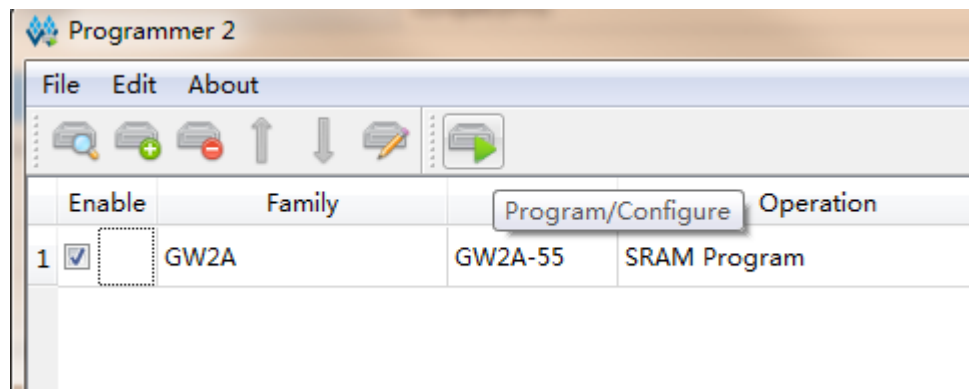 Programmer 2
File Edit About
Enable Family Operation
Program/Configure
1 GW2A GW2A-55 SRAM Program